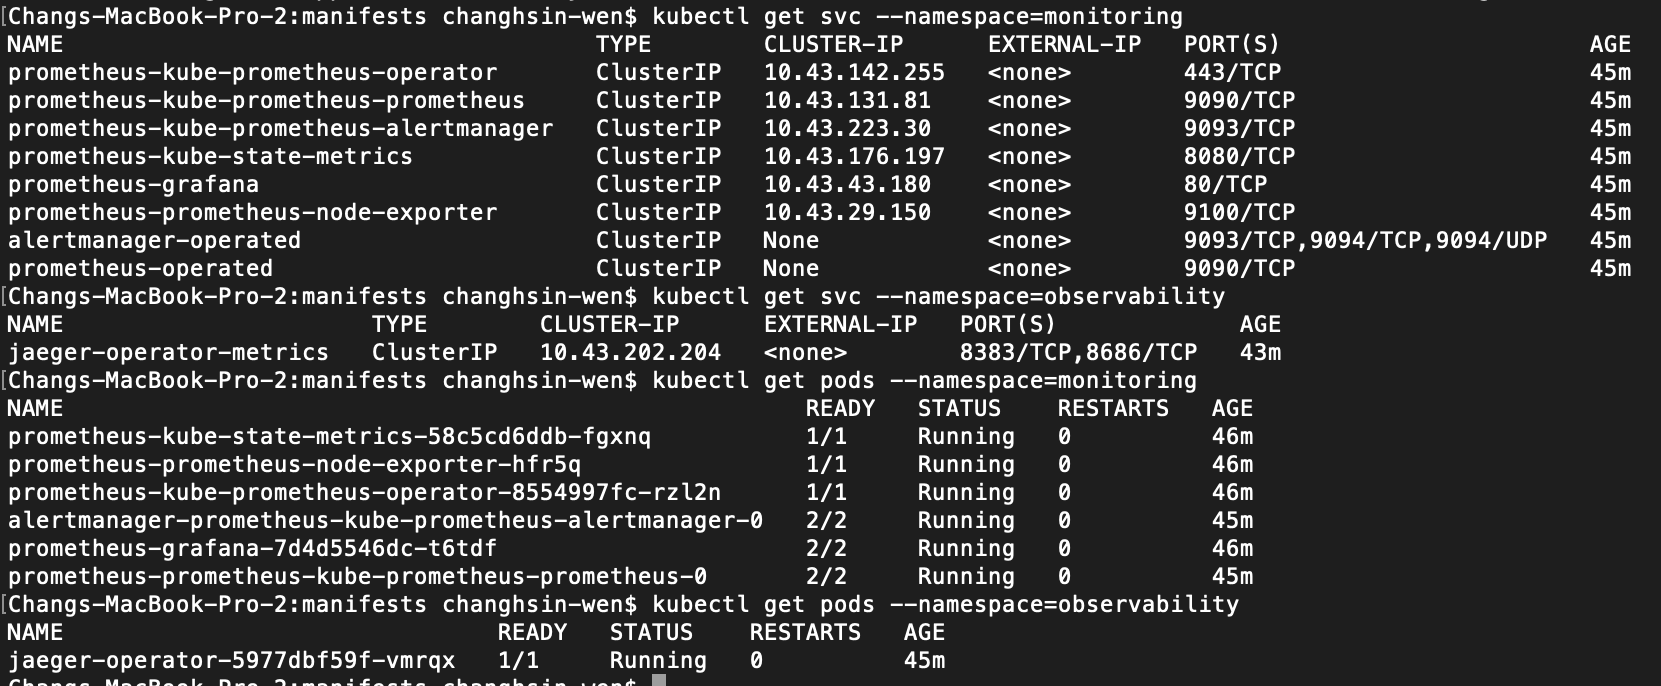 [Changs-MacBook-Pro-2:manifests changhsin-wen$ kubectl get svc --namespace=monitoring
NAME TYPE CLUSTER-IP EXTERNAL-IP PORT(S) AGE
prometheus-kube-prometheus-operator ClusterIP 10.43.142.255 <none> 443/TCP 45m
prometheus-kube-prometheus-prometheus ClusterIP 10.43.131.81 <none> 9090/TCP 45m
prometheus-kube-prometheus-alertmanager ClusterIP 10.43.223.30 <none> 9093/TCP 45m
prometheus-kube-state-metrics ClusterIP 10.43.176.197 <none> 8080/TCP 45m
prometheus-grafana ClusterIP 10.43.43.180 <none> 80/TCP 45m
prometheus-prometheus-node-exporter ClusterIP 10.43.29.150 <none> 9100/TCP 45m
alertmanager-operated ClusterIP None <none> 9093/TCP,9094/TCP,9094/UDP 45m
prometheus-operated ClusterIP None <none> 9090/TCP 45m
[Changs-MacBook-Pro-2:manifests changhsin-wen$ kubectl get svc --namespace=observability
NAME TYPE CLUSTER-IP EXTERNAL-IP PORT(S) AGE
jaeger-operator-metrics ClusterIP 10.43.202.204 <none> 8383/TCP,8686/TCP 43m
[Changs-MacBook-Pro-2:manifests changhsin-wen$ kubectl get pods --namespace=monitoring
NAME READY STATUS RESTARTS AGE
prometheus-kube-state-metrics-58c5cd6ddb-fgxnq 1/1 Running 0 46m
prometheus-prometheus-node-exporter-hfr5q 1/1 Running 0 46m
prometheus-kube-prometheus-operator-8554997fc-rzl2n 1/1 Running 0 46m
alertmanager-prometheus-kube-prometheus-alertmanager-0 2/2 Running 0 45m
prometheus-grafana-7d4d5546dc-t6tdf 2/2 Running 0 46m
prometheus-prometheus-kube-prometheus-prometheus-0 2/2 Running 0 45m
[Changs-MacBook-Pro-2:manifests changhsin-wen$ kubectl get pods --namespace=observability
NAME READY STATUS RESTARTS AGE
jaeger-operator-5977dbf59f-vmrqx 1/1 Running 0 45m
Changs-MacBook-Pro-2:manifests changhsin-wen$